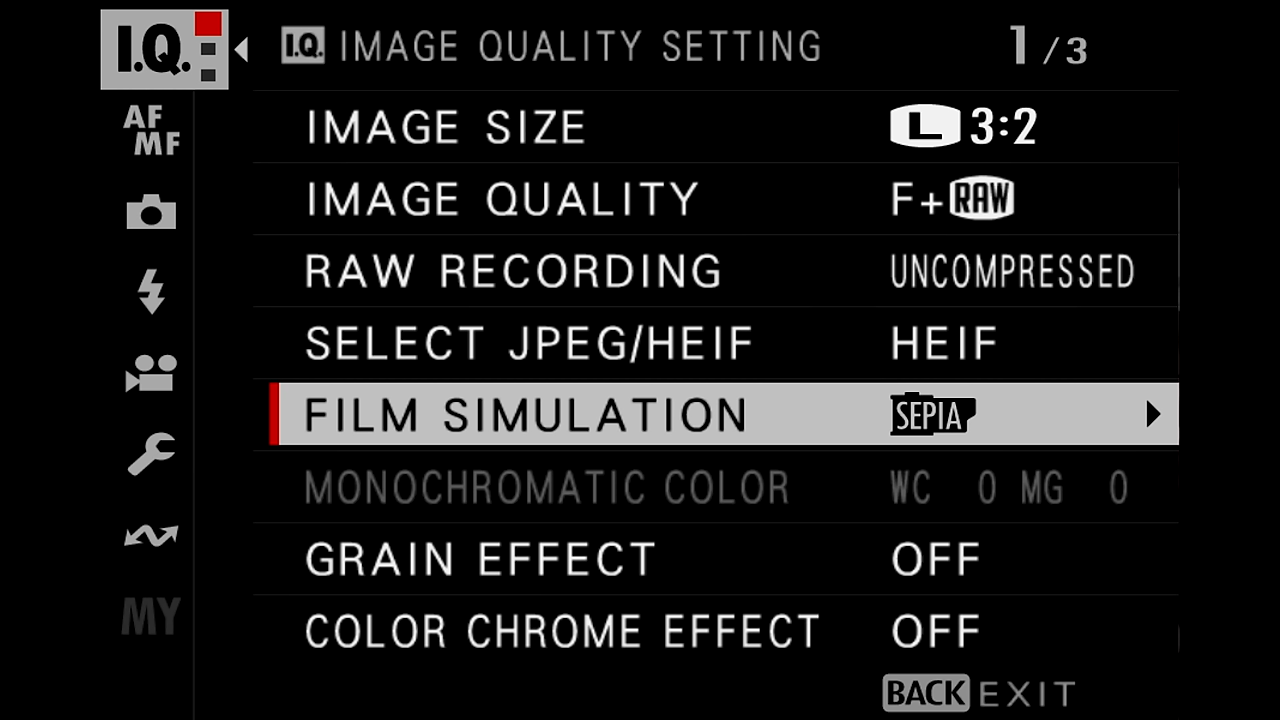 I.Q. I.Q. IMAGE QUALITY SETTING 1/3
AF
MF
IMAGE SIZE L 3:2
IMAGE QUALITY F+RAW
RAW RECORDING UNCOMPRESSED
SELECT JPEG/HEIF HEIF
FILM SIMULATION SEPIA
MONOCHROMATIC COLOR WC 0 MG 0
GRAIN EFFECT OFF
MY
COLOR CHROME EFFECT OFF
BACK EXIT